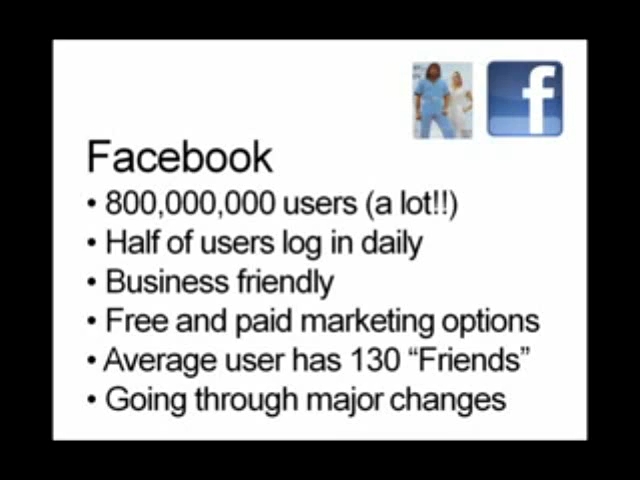 f
Facebook
• 800,000,000 users (a lot!!)
• Half of users log in daily
• Business friendly
• Free and paid marketing options
• Average user has 130 “Friends”
• Going through major changes